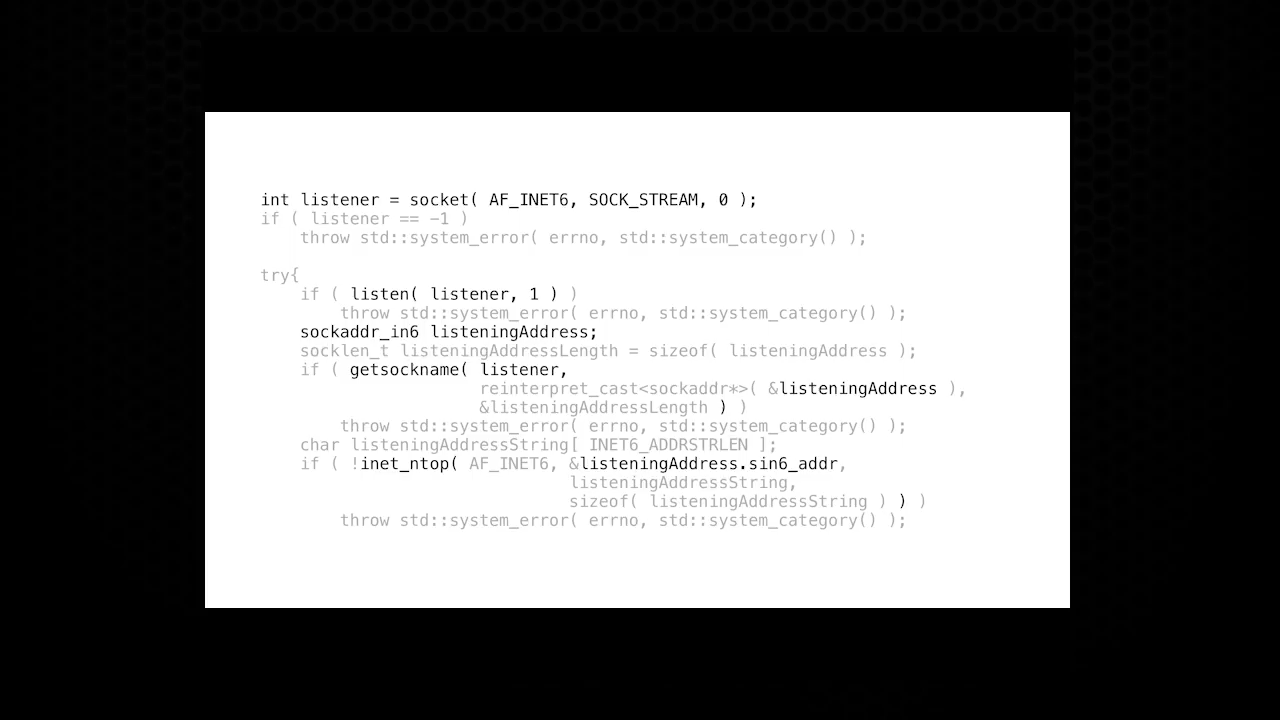 int listener = socket( AF_INET6, SOCK_STREAM, 0 );
if ( listener == -1 )
    throw std::system_error( errno, std::system_category() );

try{
    if ( listen( listener, 1 ) )
        throw std::system_error( errno, std::system_category() );
    sockaddr_in6 listeningAddress;
    socklen_t listeningAddressLength = sizeof( listeningAddress );
    if ( getsockname( listener,
                      reinterpret_cast<sockaddr*>( &listeningAddress ),
                      &listeningAddressLength ) )
        throw std::system_error( errno, std::system_category() );
    char listeningAddressString[ INET6_ADDRSTRLEN ];
    if ( !inet_ntop( AF_INET6, &listeningAddress.sin6_addr,
                               listeningAddressString,
                               sizeof( listeningAddressString ) ) )
        throw std::system_error( errno, std::system_category() );